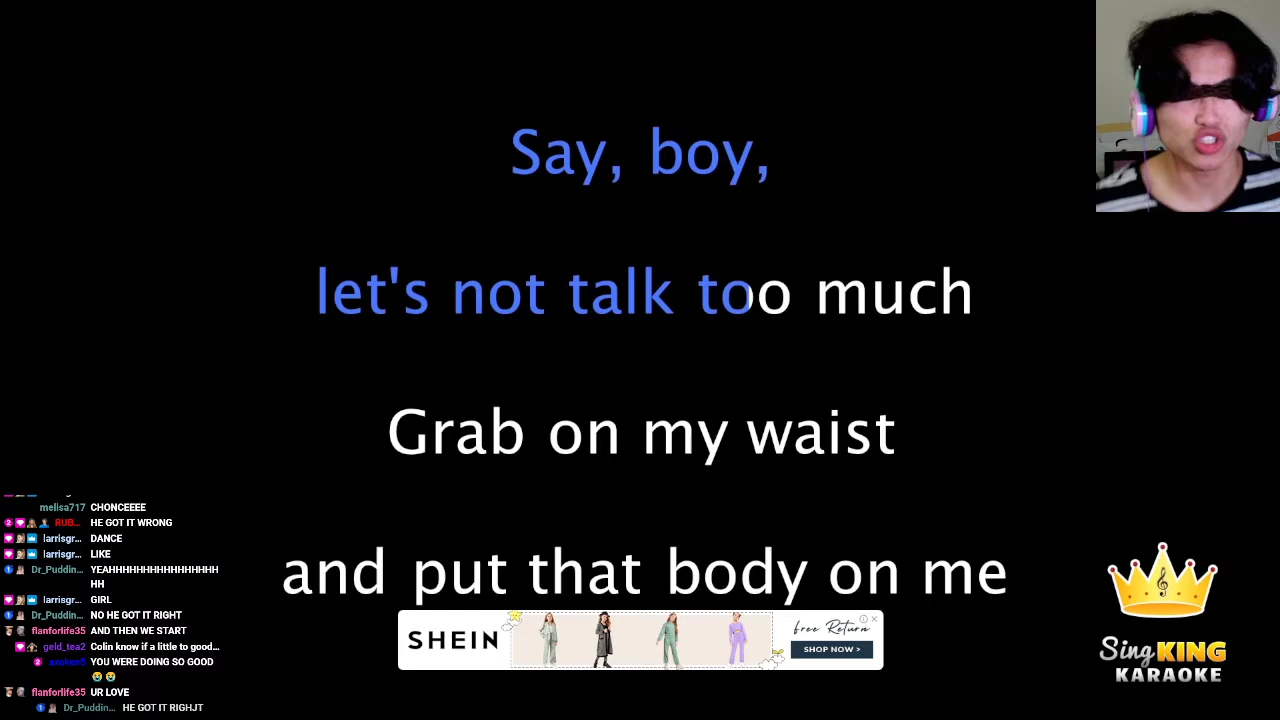 Say, boy,
let's not talk too much
Grab on my waist
and put that body on me
melisa717 CHONCEEEE
RUB... HE GOT IT WRONG
larrisgr... DANCE
larrisgr... LIKE
Dr_Puddin... YEAHHHHHHHHHHHHHHH
HH
larrisgr... GIRL
Dr_Puddin... NO HE GOT IT RIGHT
flanforlife35 AND THEN WE START
geld_tea2 Colin know if a little to good...
YOU WERE DOING SO GOOD
flanforlife35 UR LOVE
Dr_Puddin... HE GOT IT RIGHJT
SHEIN
free Return
SHOP NOW >
Sing KING
KARAOKE